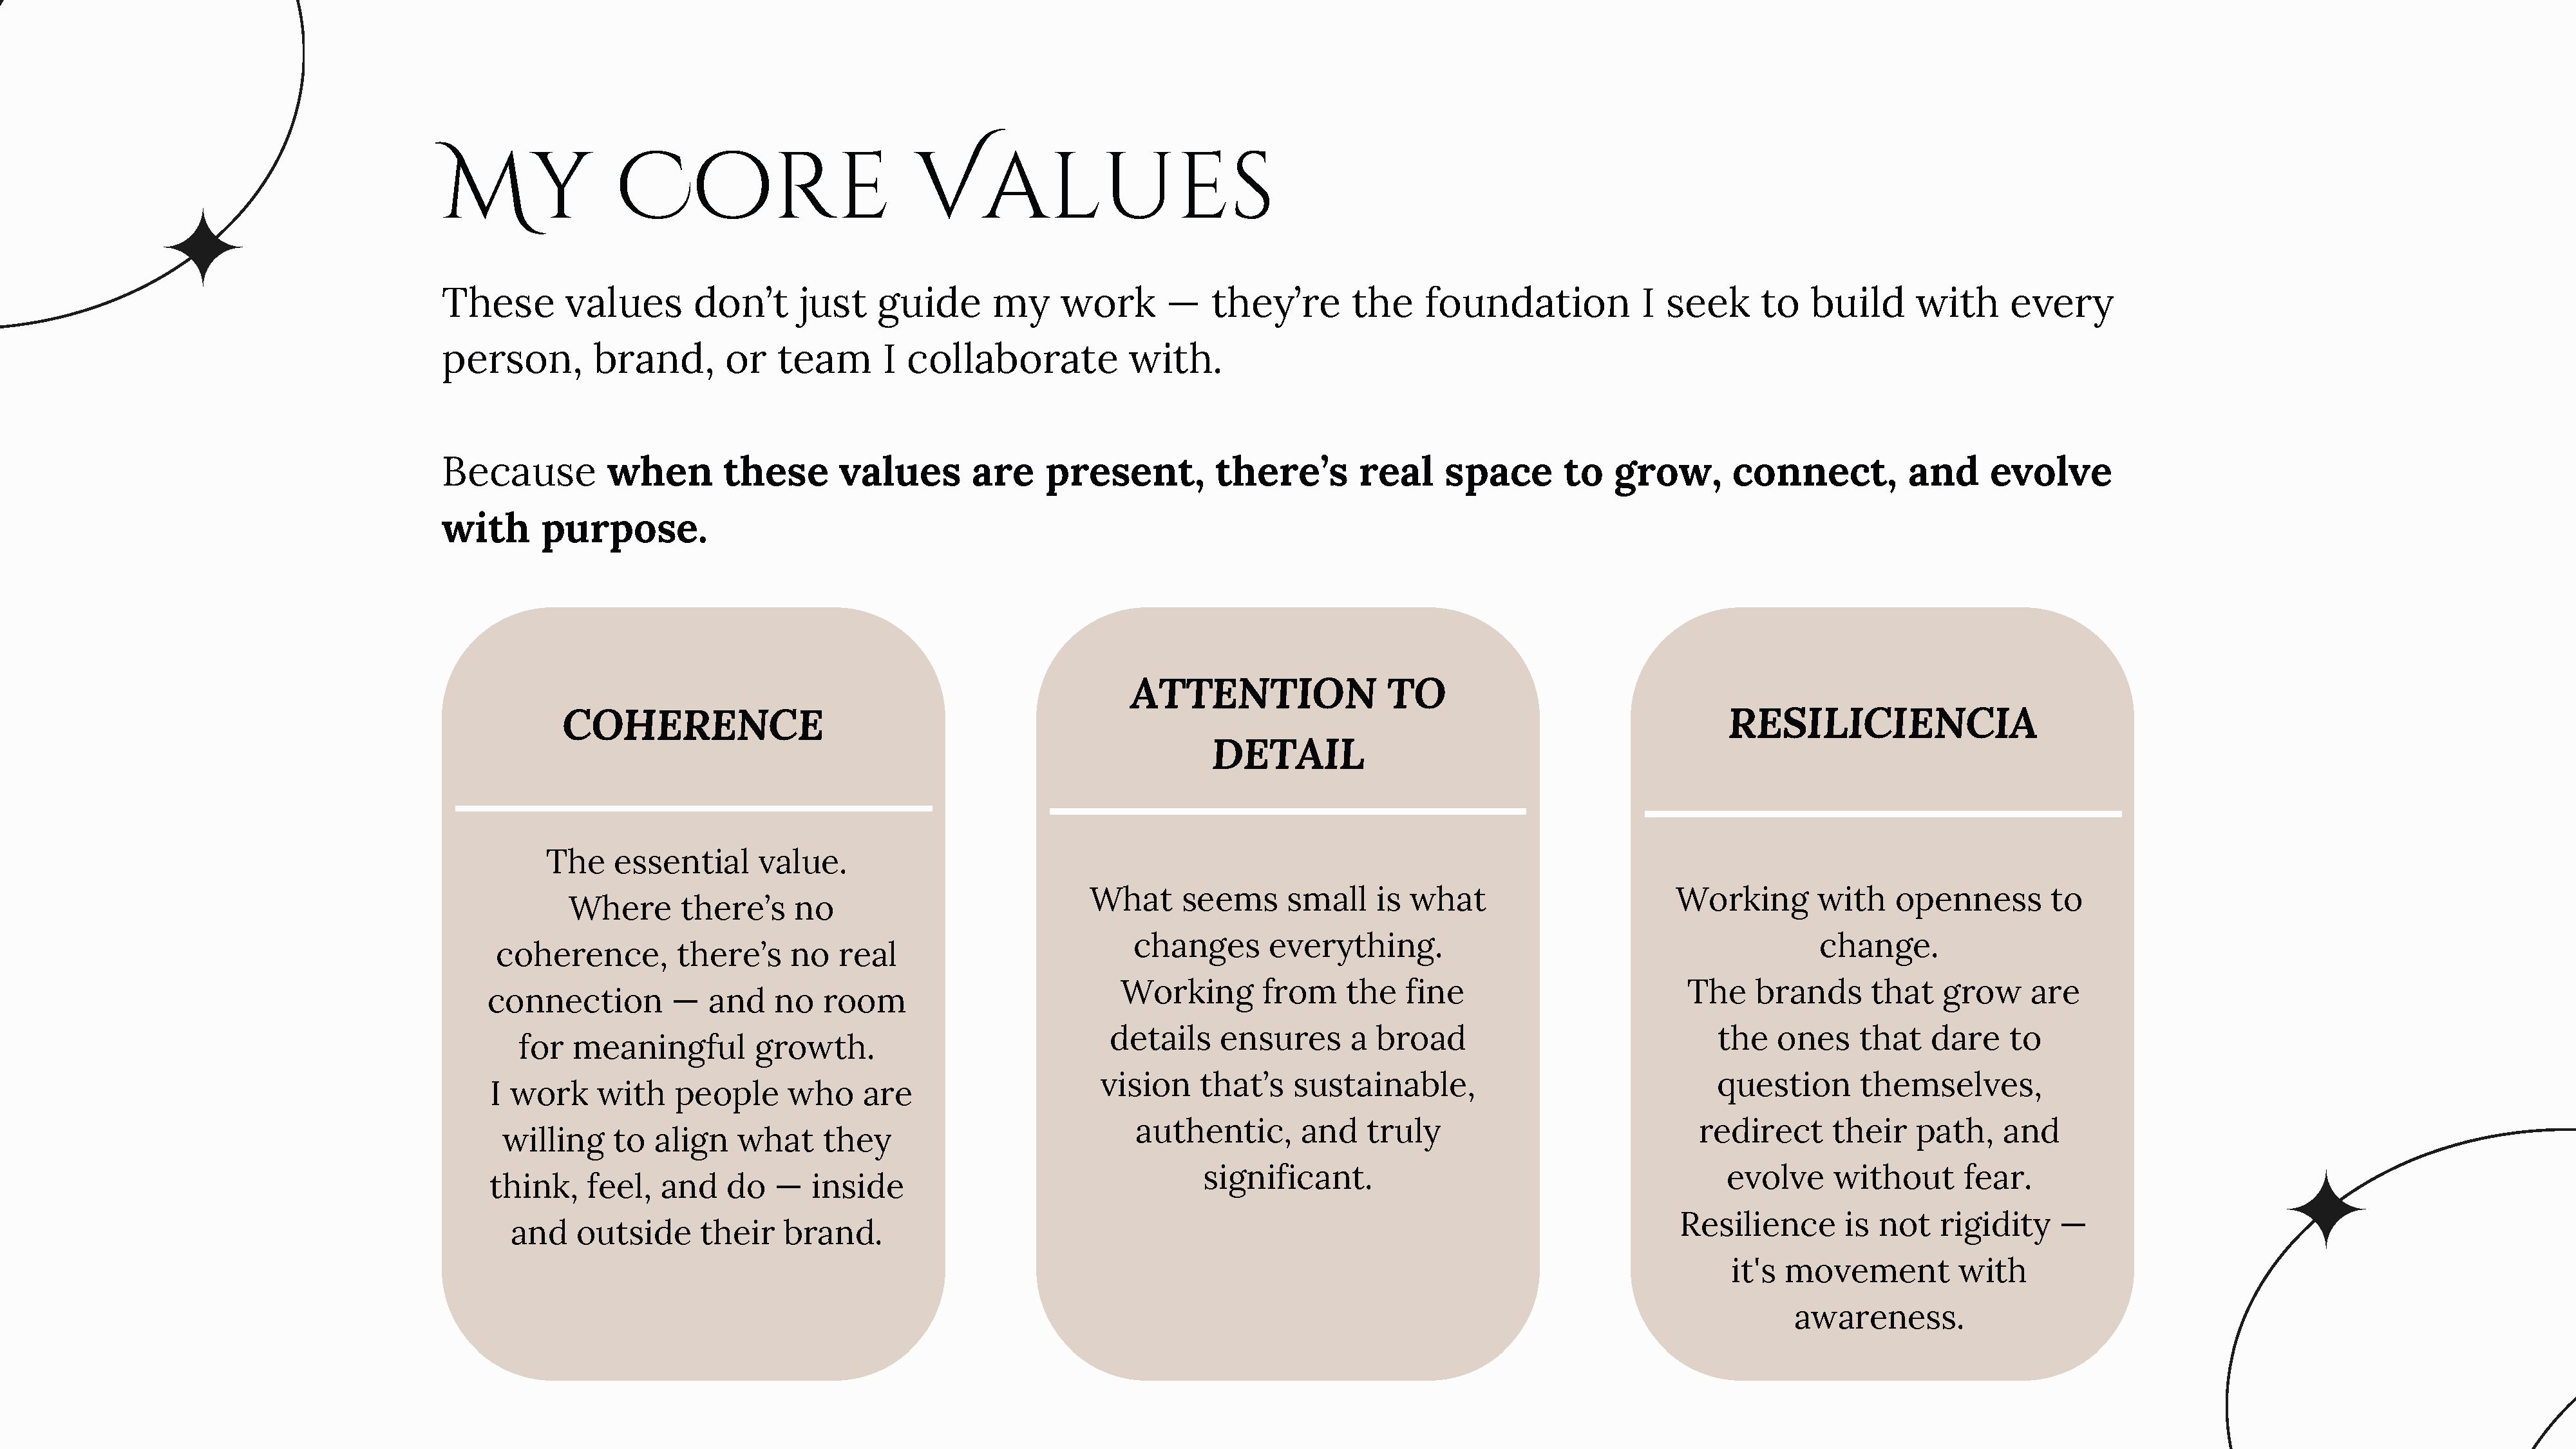 My Core Values
These values don’t just guide my work — they’re the foundation I seek to build with every
person, brand, or team I collaborate with.
Because when these values are present, there’s real space to grow, connect, and evolve
with purpose.
COHERENCE
The essential value.
Where there’s no
coherence, there’s no real
connection — and no room
for meaningful growth.
I work with people who are
willing to align what they
think, feel, and do — inside
and outside their brand.
ATTENTION TO
DETAIL
What seems small is what
changes everything.
Working from the fine
details ensures a broad
vision that’s sustainable,
authentic, and truly
significant.
RESILICIENCIA
Working with openness to
change.
The brands that grow are
the ones that dare to
question themselves,
redirect their path, and
evolve without fear.
Resilience is not rigidity —
it's movement with
awareness.